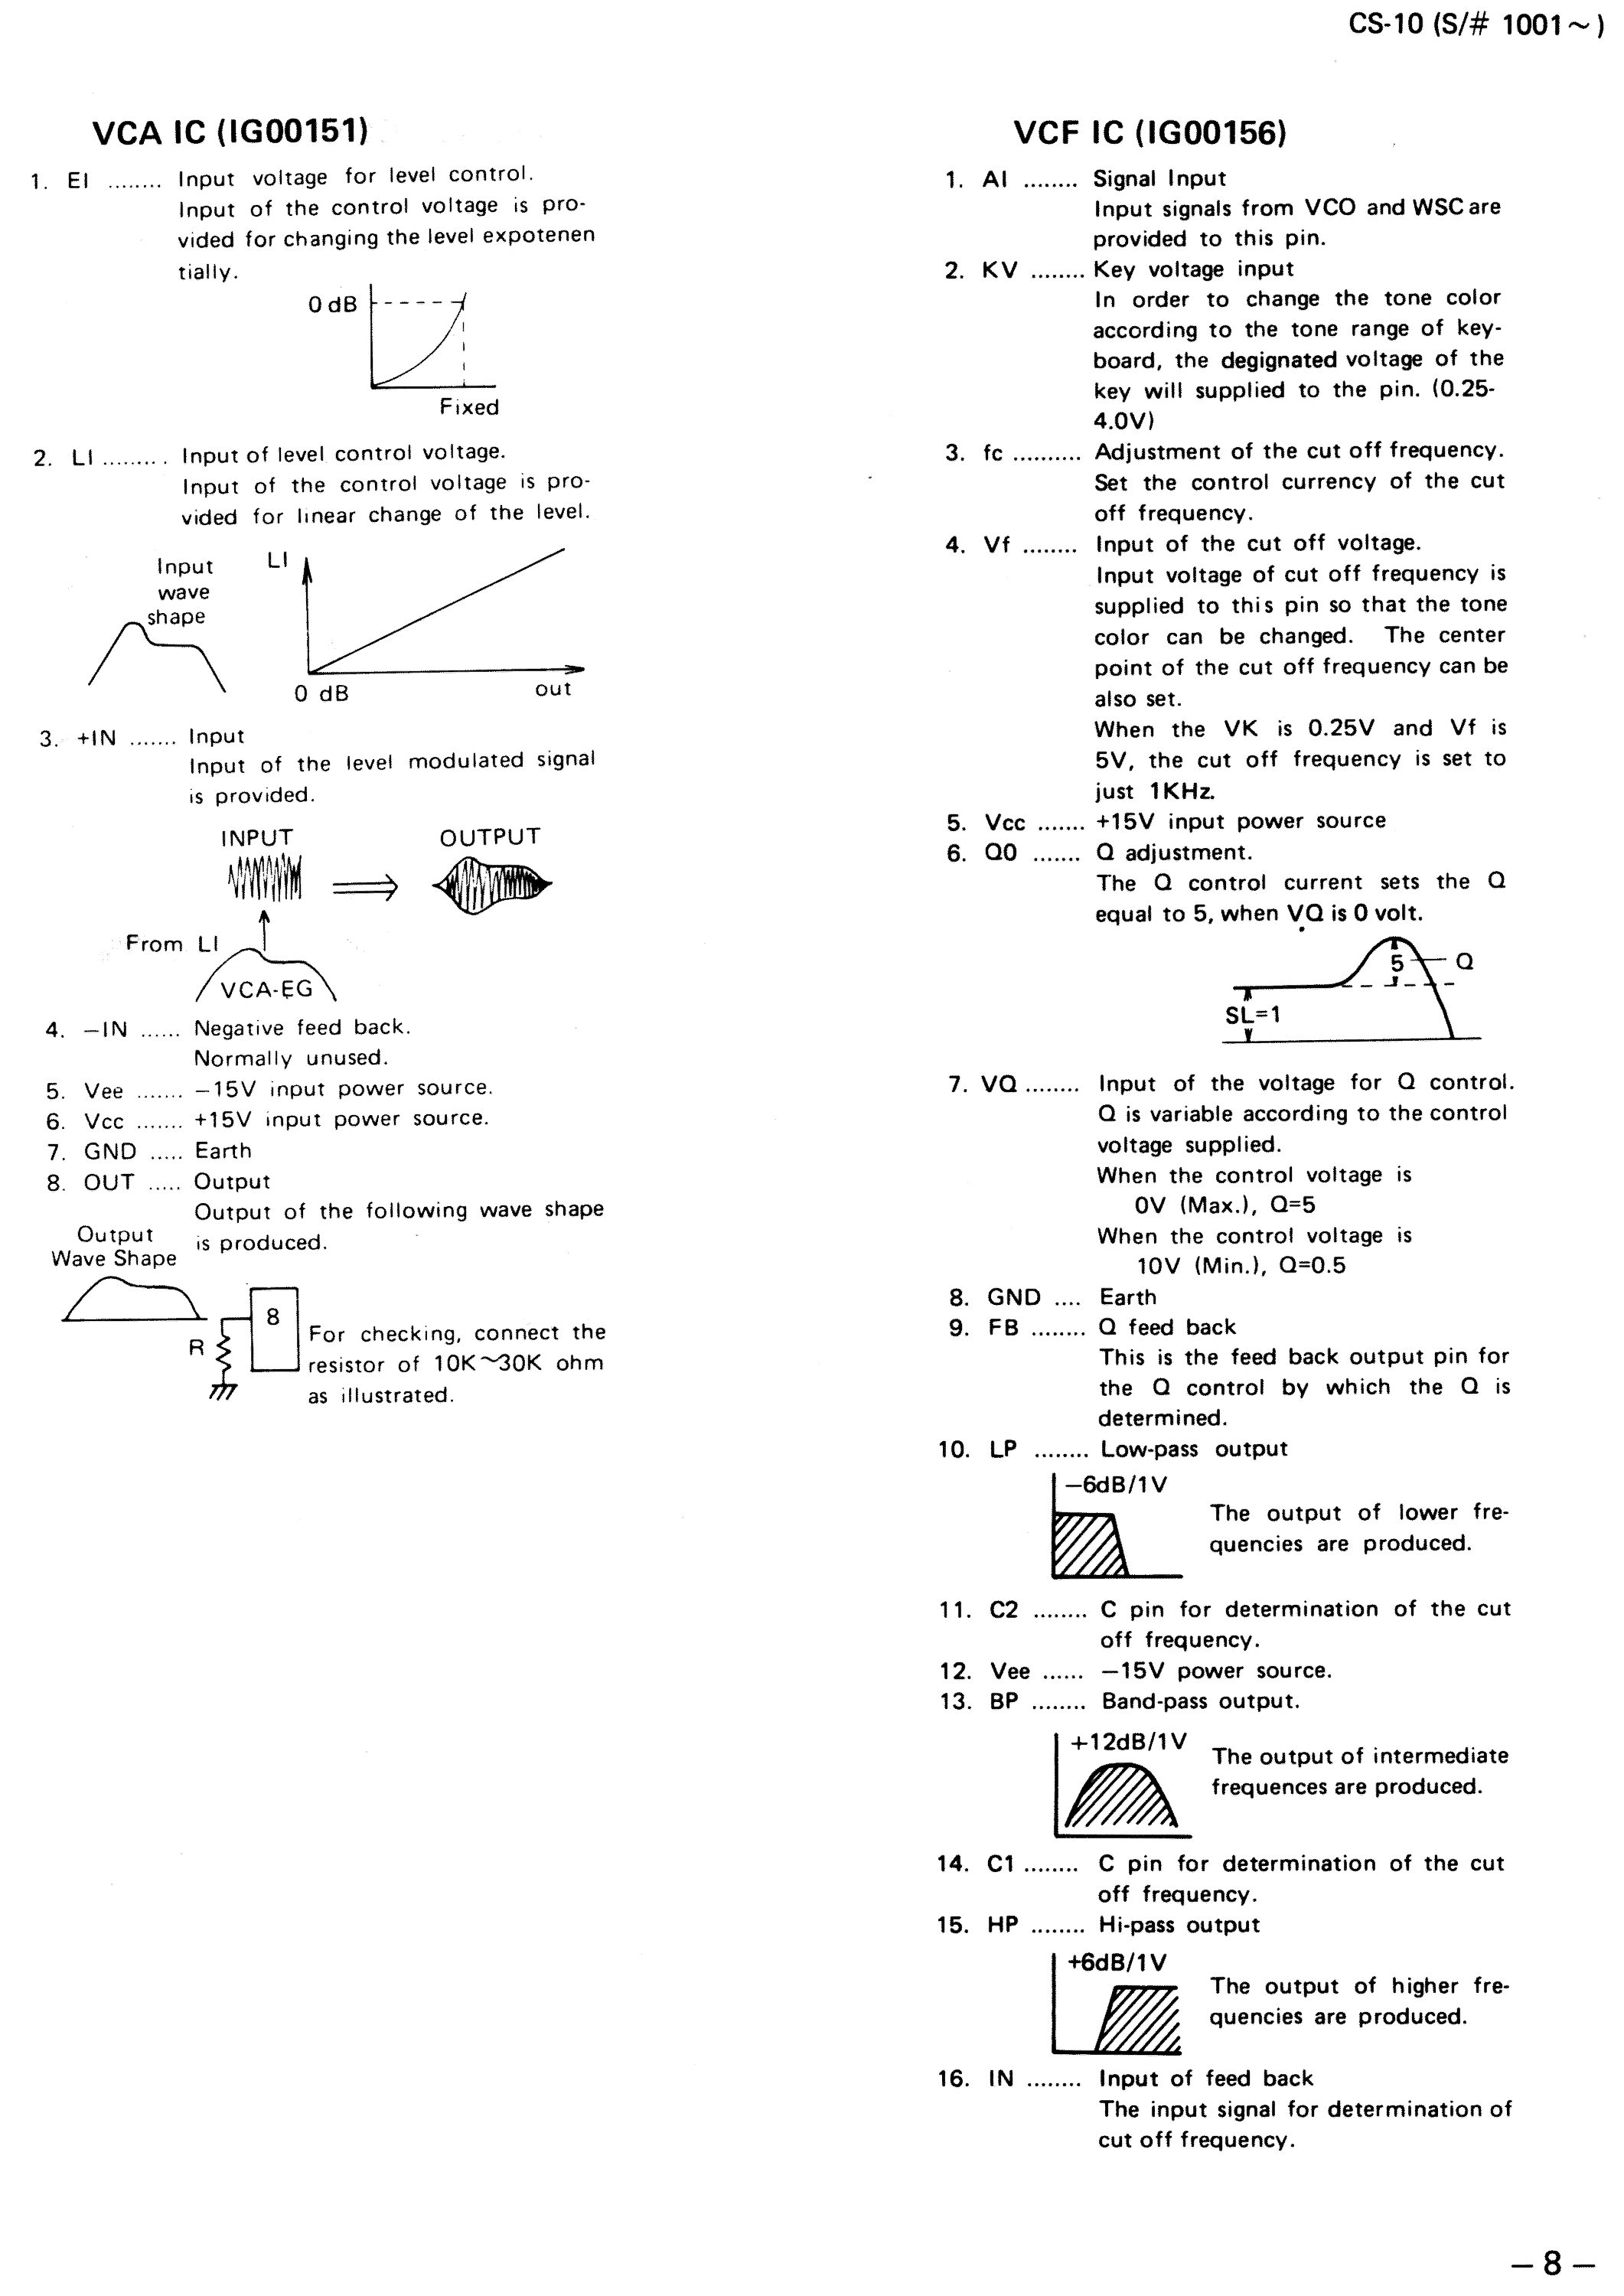 CS-10 (S/# 1001~)
VCA IC (IG00151)
1. EI ........ Input voltage for level control.
Input of the control voltage is pro-
vided for changing the level expotenen
tially.
0 dB
Fixed
2. LI ......... Input of level control voltage.
Input of the control voltage is pro-
vided for linear change of the level.
Input
wave
shape
LI
0 dB
out
3. +IN ....... Input
Input of the level modulated signal
is provided.
INPUT
OUTPUT
From LI
VCA-EG
4. —IN ...... Negative feed back.
Normally unused.
5. Vee ....... —15V input power source.
6. Vcc ....... +15V input power source.
7. GND ..... Earth
8. OUT ..... Output
Output of the following wave shape
is produced.
Output
Wave Shape
R
8
For checking, connect the
resistor of 10K~30K ohm
as illustrated.
VCF IC (IG00156)
1. AI ........ Signal Input
Input signals from VCO and WSC are
provided to this pin.
2. KV ........ Key voltage input
In order to change the tone color
according to the tone range of key-
board, the degignated voltage of the
key will supplied to the pin. (0.25-
4.0V)
3. fc .......... Adjustment of the cut off frequency.
Set the control currency of the cut
off frequency.
4. Vf ........ Input of the cut off voltage.
Input voltage of cut off frequency is
supplied to this pin so that the tone
color can be changed. The center
point of the cut off frequency can be
also set.
When the VK is 0.25V and Vf is
5V, the cut off frequency is set to
just 1KHz.
5. Vcc ....... +15V input power source
6. Q0 ....... Q adjustment.
The Q control current sets the Q
equal to 5, when VQ is 0 volt.
5
Q
SL=1
7. VQ ........ Input of the voltage for Q control.
Q is variable according to the control
voltage supplied.
When the control voltage is
0V (Max.), Q=5
When the control voltage is
10V (Min.), Q=0.5
8. GND .... Earth
9. FB ........ Q feed back
This is the feed back output pin for
the Q control by which the Q is
determined.
10. LP ........ Low-pass output
—6dB/1V
The output of lower fre-
quencies are produced.
11. C2 ........ C pin for determination of the cut
off frequency.
12. Vee ...... —15V power source.
13. BP ........ Band-pass output.
+12dB/1V
The output of intermediate
frequences are produced.
14. C1 ........ C pin for determination of the cut
off frequency.
15. HP ........ Hi-pass output
+6dB/1V
The output of higher fre-
quencies are produced.
16. IN ........ Input of feed back
The input signal for determination of
cut off frequency.
— 8 —